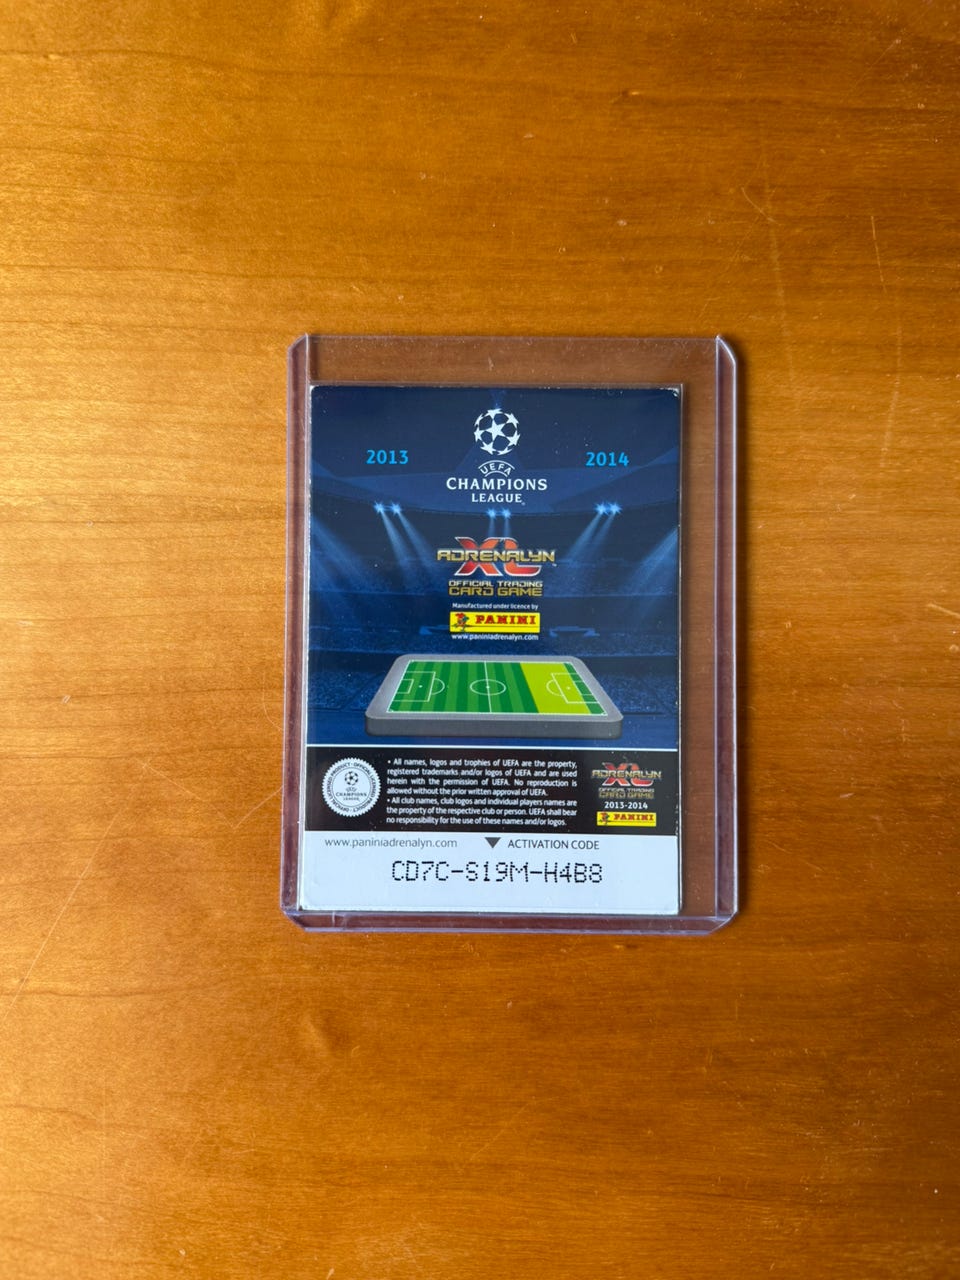 2013
2014
UEFA
CHAMPIONS
LEAGUE
ADRENALYN
XL
OFFICIAL TRADING
CARD GAME
Manufactured under licence by
PANINI
www.paniniadrenalyn.com
UEFA
CHAMPIONS
LEAGUE
• All names, logos and trophies of UEFA are the property,
registered trademarks and/or logos of UEFA and are used
herein with the permission of UEFA. No reproduction is
allowed without the prior written approval of UEFA.
• All club names, club logos and individual players names are
the property of the respective club or person. UEFA shall bear
no responsibility for the use of these names and/or logos.
ADRENALYN
XL
OFFICIAL TRADING
CARD GAME
2013-2014
PANINI
www.paniniadrenalyn.com
ACTIVATION CODE
CD7C-S19M-H4B8